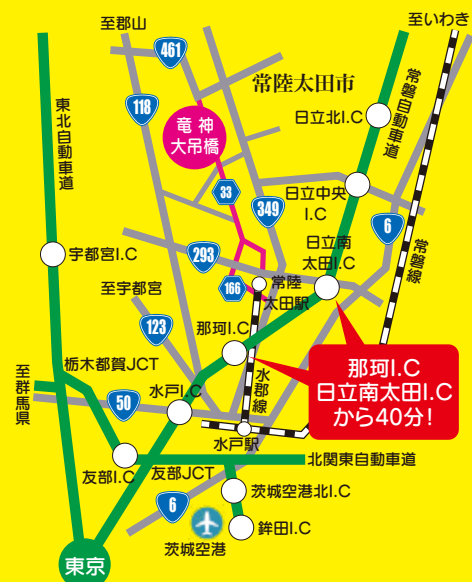 至いわき
至郡山
461
常陸太田市
常磐自動車道
118
日立北I.C
東北自動車道
竜神
大吊橋
33
日立中央
I.C
349
6
日立南
太田I.C
常磐線
宇都宮I.C
293
至宇都宮
166
常陸
太田駅
123
那珂I.C
栃木都賀JCT
至群馬県
50
水戸I.C
水郡線
那珂I.C
日立南太田I.C
から40分!
水戸駅
友部I.C
友部JCT
北関東自動車道
6
茨城空港北I.C
茨城空港
鉾田I.C
東京